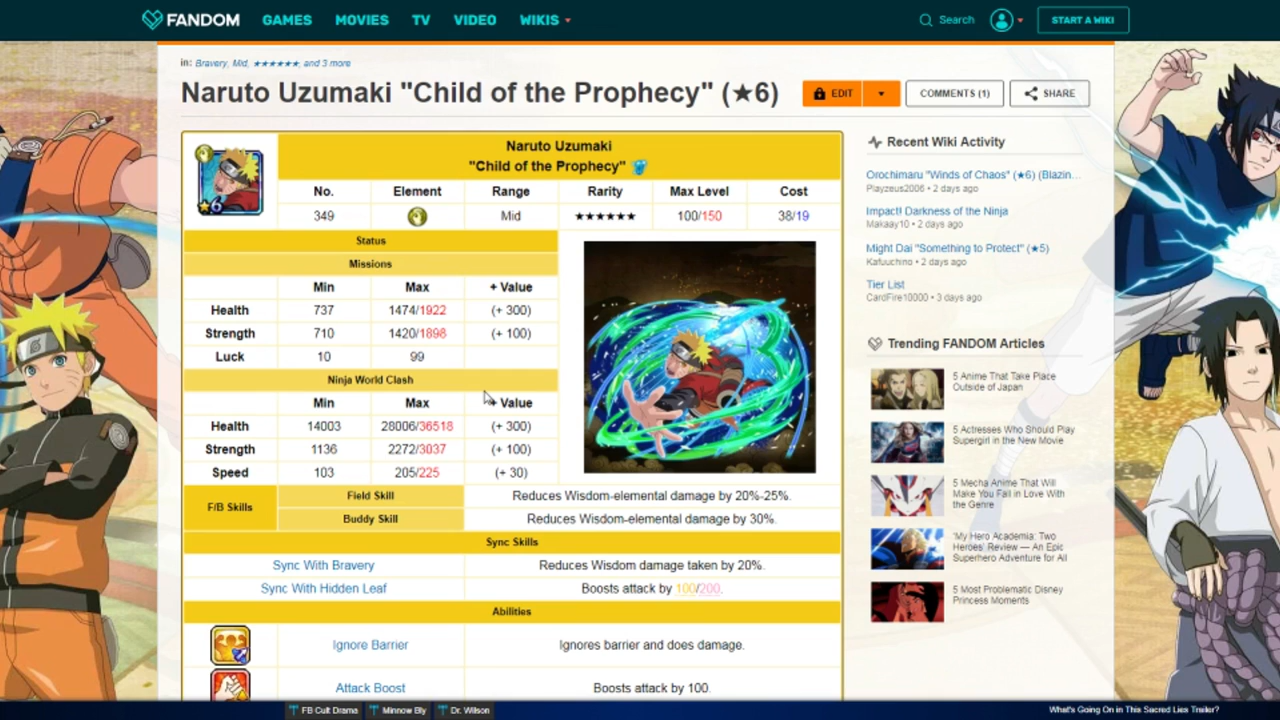 FANDOM GAMES MOVIES TV VIDEO WIKIS Search START A WIKI
in: Bravery, Mid, ★★★★★★, and 3 more
Naruto Uzumaki "Child of the Prophecy" (★6) EDIT COMMENTS (1) SHARE
Naruto Uzumaki
"Child of the Prophecy"
No. Element Range Rarity Max Level Cost
★6
349 Mid ★★★★★★ 100/150 38/19
Status
Missions
Min Max + Value
Health 737 1474/1922 (+ 300)
Strength 710 1420/1898 (+ 100)
Luck 10 99
Ninja World Clash
Min Max + Value
Health 14003 28006/36518 (+ 300)
Strength 1136 2272/3037 (+ 100)
Speed 103 205/225 (+ 30)
F/B Skills
Field Skill Reduces Wisdom-elemental damage by 20%-25%.
Buddy Skill Reduces Wisdom-elemental damage by 30%.
Sync Skills
Sync With Bravery Reduces Wisdom damage taken by 20%.
Sync With Hidden Leaf Boosts attack by 100/200.
Abilities
Ignore Barrier Ignores barrier and does damage.
Attack Boost Boosts attack by 100.
Recent Wiki Activity
Orochimaru "Winds of Chaos" (★6) (Blazin...
Playzeus2006 • 2 days ago
Impact! Darkness of the Ninja
Makaay10 • 2 days ago
Might Dai "Something to Protect" (★5)
Kafuuchino • 2 days ago
Tier List
CardFire10000 • 3 days ago
Trending FANDOM Articles
5 Anime That Take Place
Outside of Japan
5 Actresses Who Should Play
Supergirl in the New Movie
5 Mecha Anime That Will
Make You Fall in Love With
the Genre
'My Hero Academia: Two
Heroes' Review — An Epic
Superhero Adventure for All
5 Most Problematic Disney
Princess Moments
FB Cult Drama Minnow Bly Dr. Wilson What's Going On in This Sacred Lies Trailer?